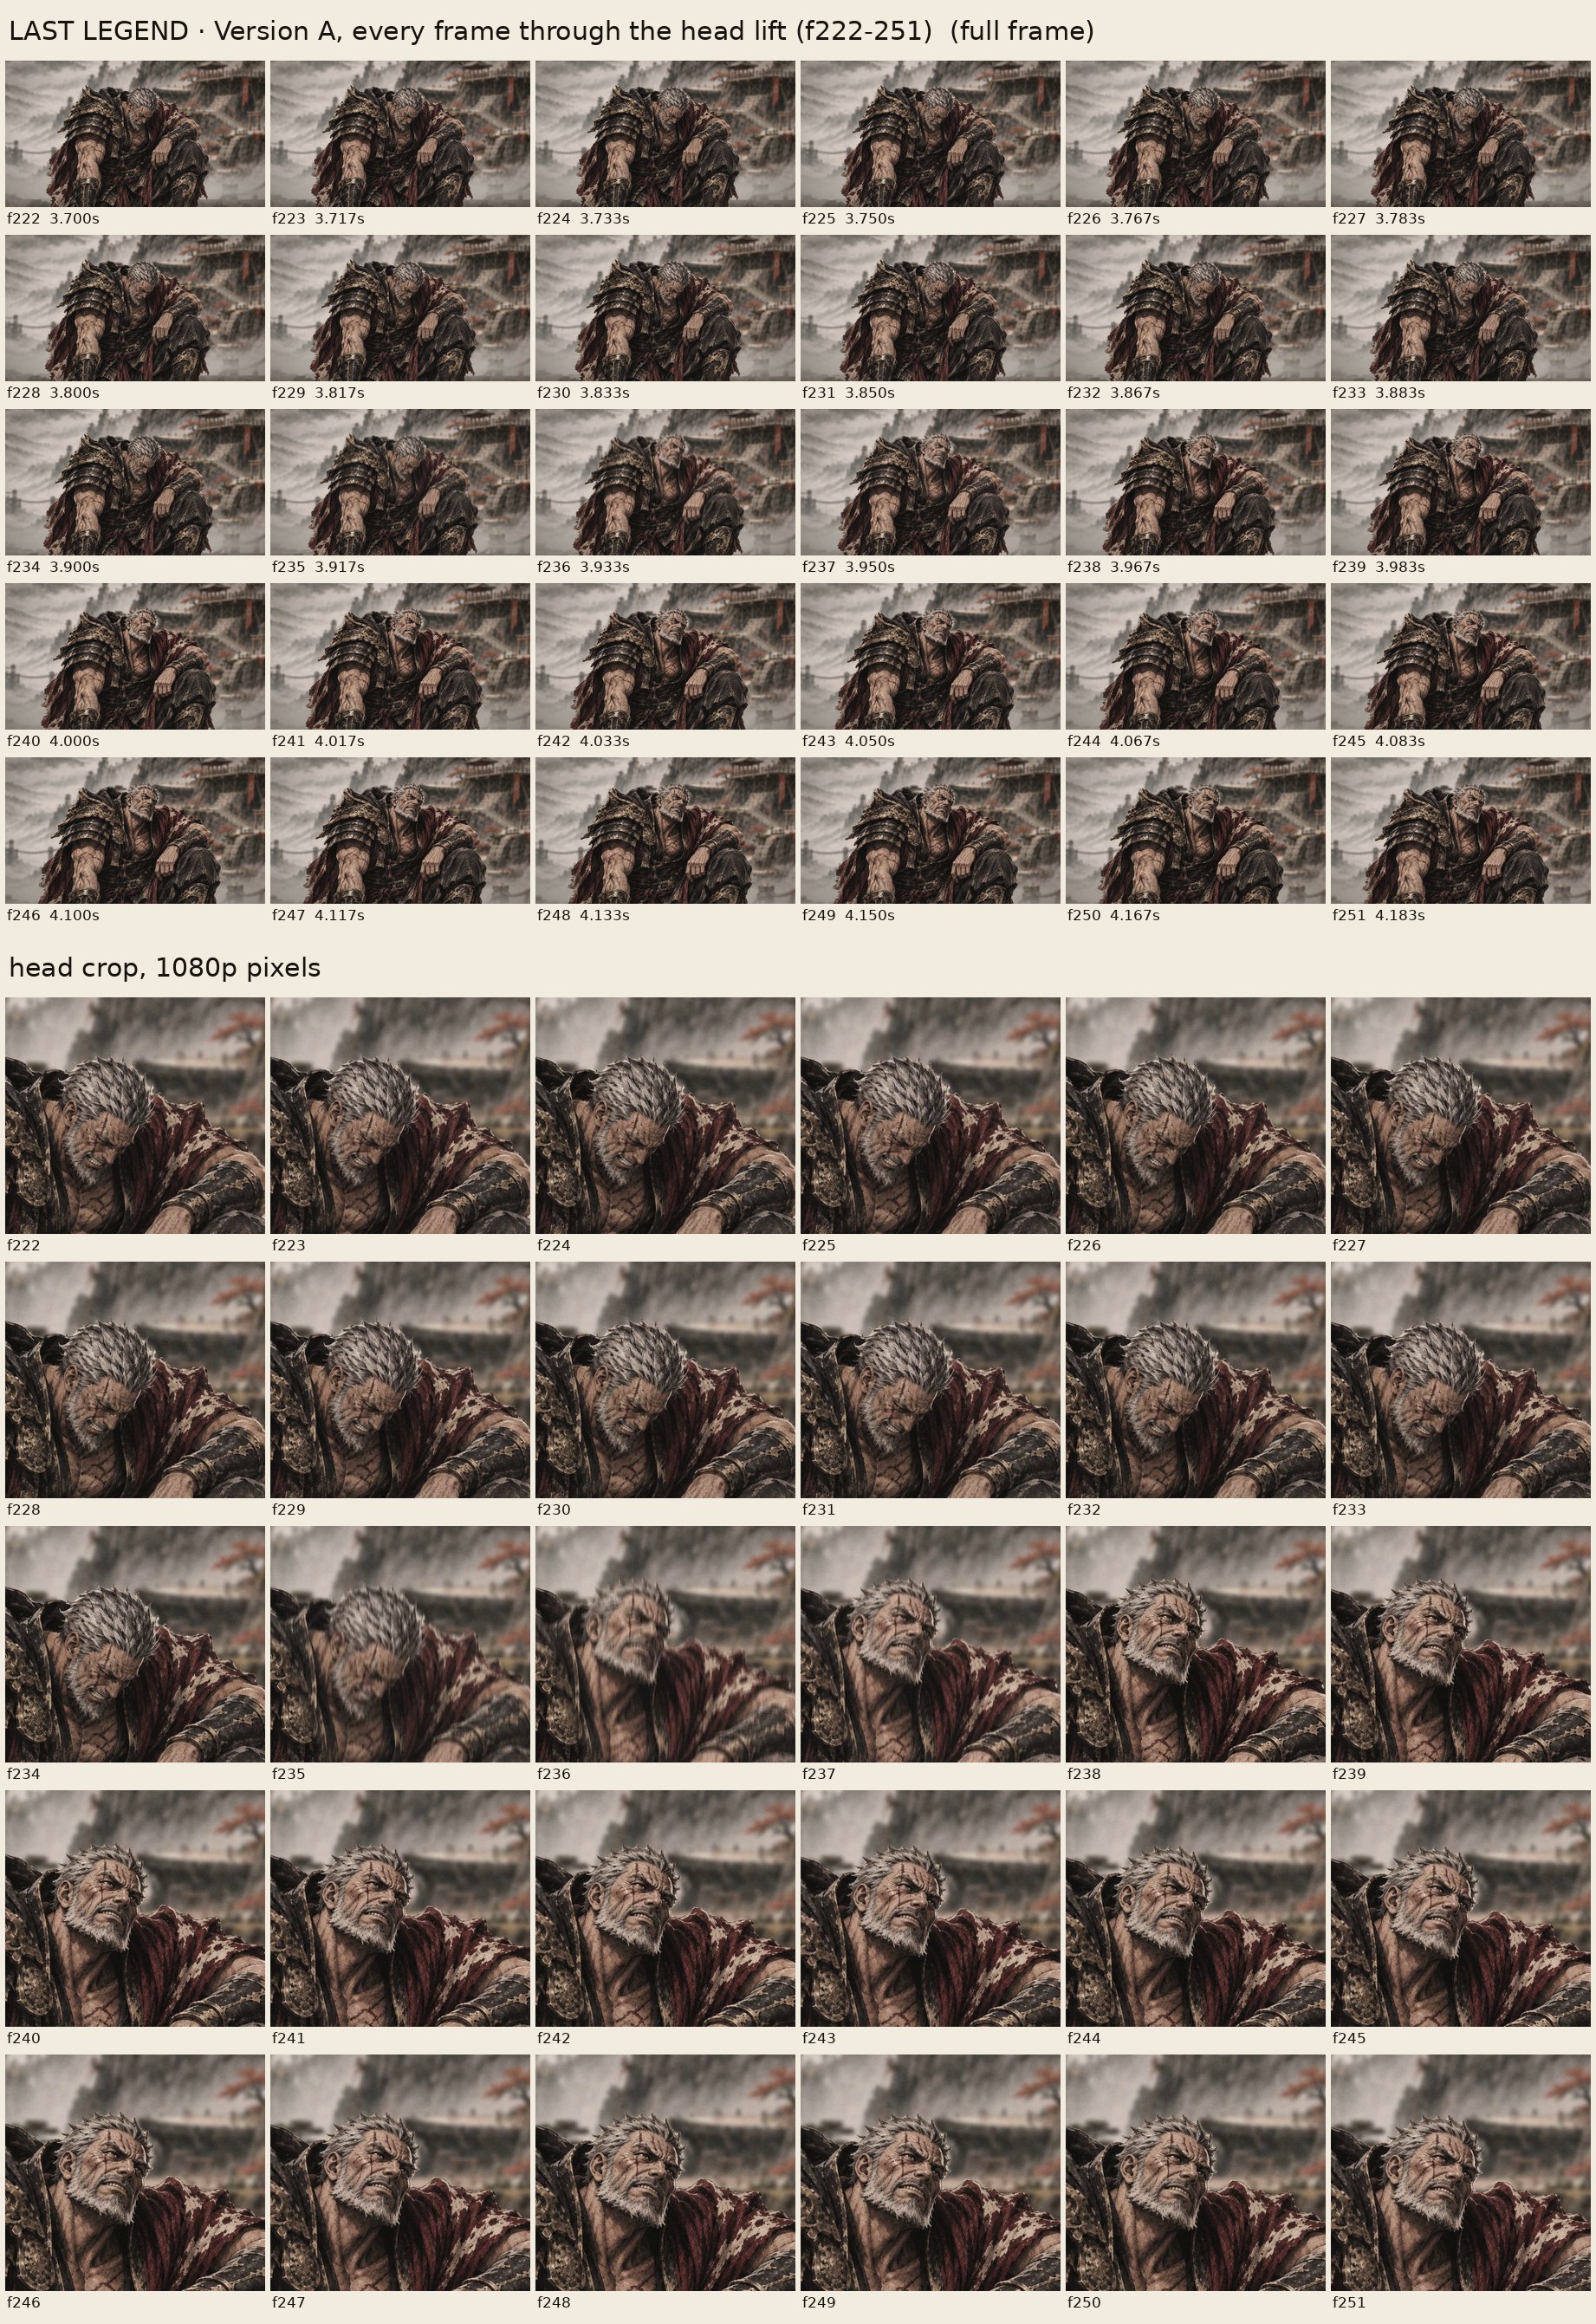 LAST LEGEND · Version A, every frame through the head lift (f222-251)  (full frame)
f222  3.700s
f223  3.717s
f224  3.733s
f225  3.750s
f226  3.767s
f227  3.783s
f228  3.800s
f229  3.817s
f230  3.833s
f231  3.850s
f232  3.867s
f233  3.883s
f234  3.900s
f235  3.917s
f236  3.933s
f237  3.950s
f238  3.967s
f239  3.983s
f240  4.000s
f241  4.017s
f242  4.033s
f243  4.050s
f244  4.067s
f245  4.083s
f246  4.100s
f247  4.117s
f248  4.133s
f249  4.150s
f250  4.167s
f251  4.183s
head crop, 1080p pixels
f222
f223
f224
f225
f226
f227
f228
f229
f230
f231
f232
f233
f234
f235
f236
f237
f238
f239
f240
f241
f242
f243
f244
f245
f246
f247
f248
f249
f250
f251